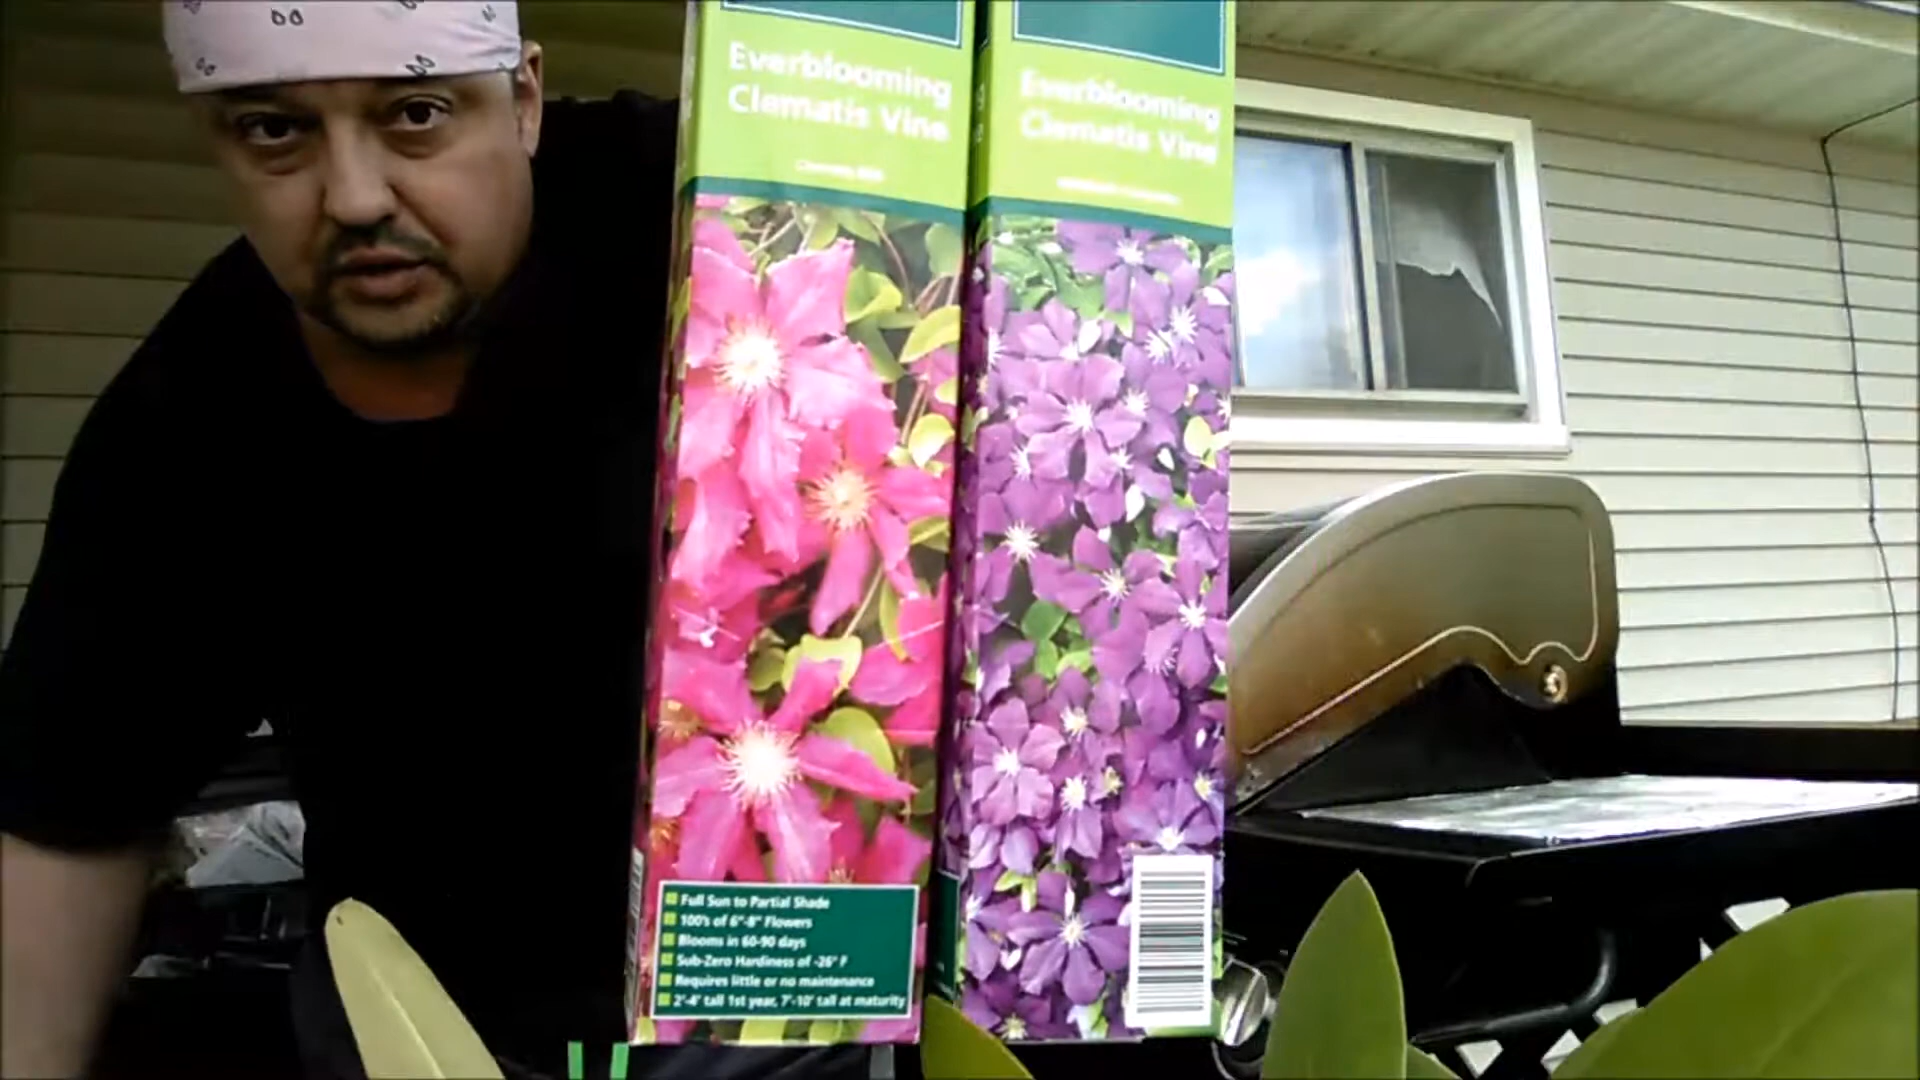 Everblooming
Clematis Vine
Everblooming
Clematis Vine
Full Sun to Partial Shade
100's of 6"-8" Flowers
Blooms in 60-90 days
Sub-Zero Hardiness of -26° F
Requires little or no maintenance
2'-4' tall 1st year, 7'-10' tall at maturity